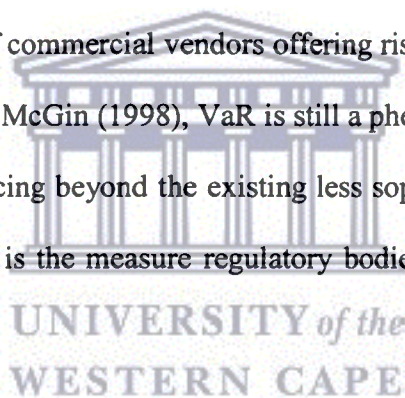 commercial vendors offering ris
McGin (1998), VaR is still a phe
cing beyond the existing less sop
is the measure regulatory bodie
UNIVERSITY of the
WESTERN CAPE